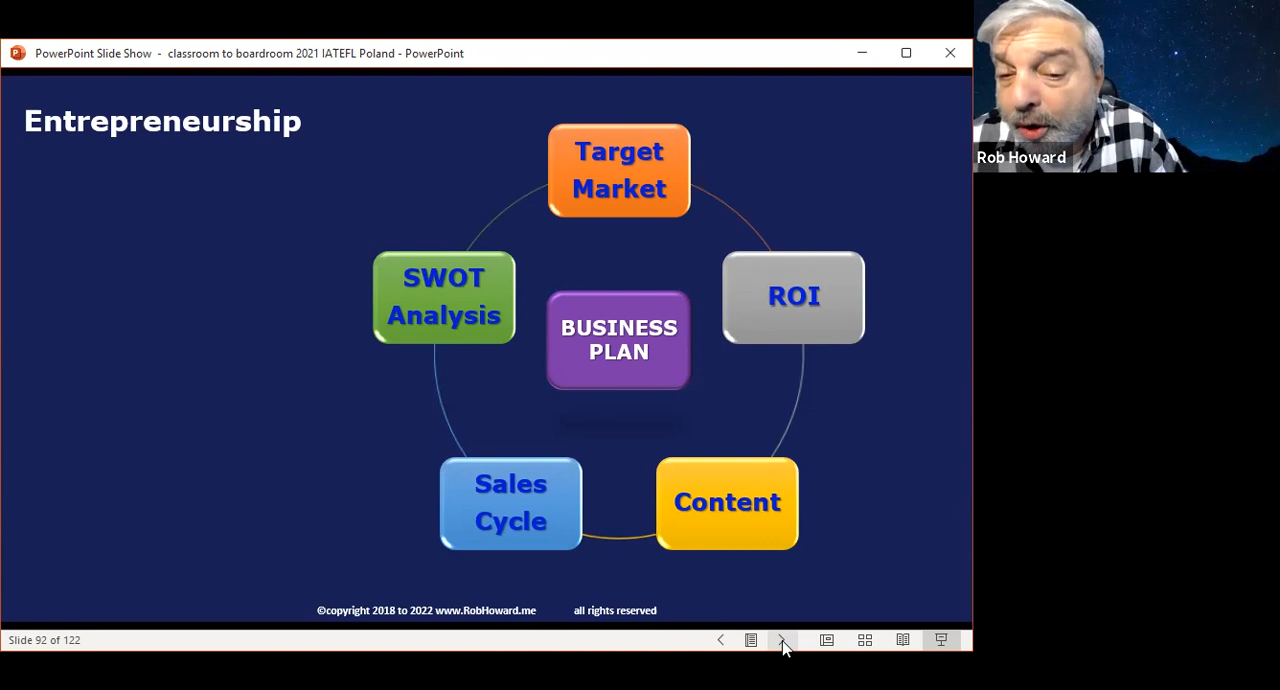 PowerPoint Slide Show - classroom to boardroom 2021 IATEFL Poland - PowerPoint
Rob Howard
Entrepreneurship
Target
Market
SWOT
Analysis
ROI
BUSINESS
PLAN
Sales
Cycle
Content
©copyright 2018 to 2022 www.RobHoward.me all rights reserved
Slide 92 of 122